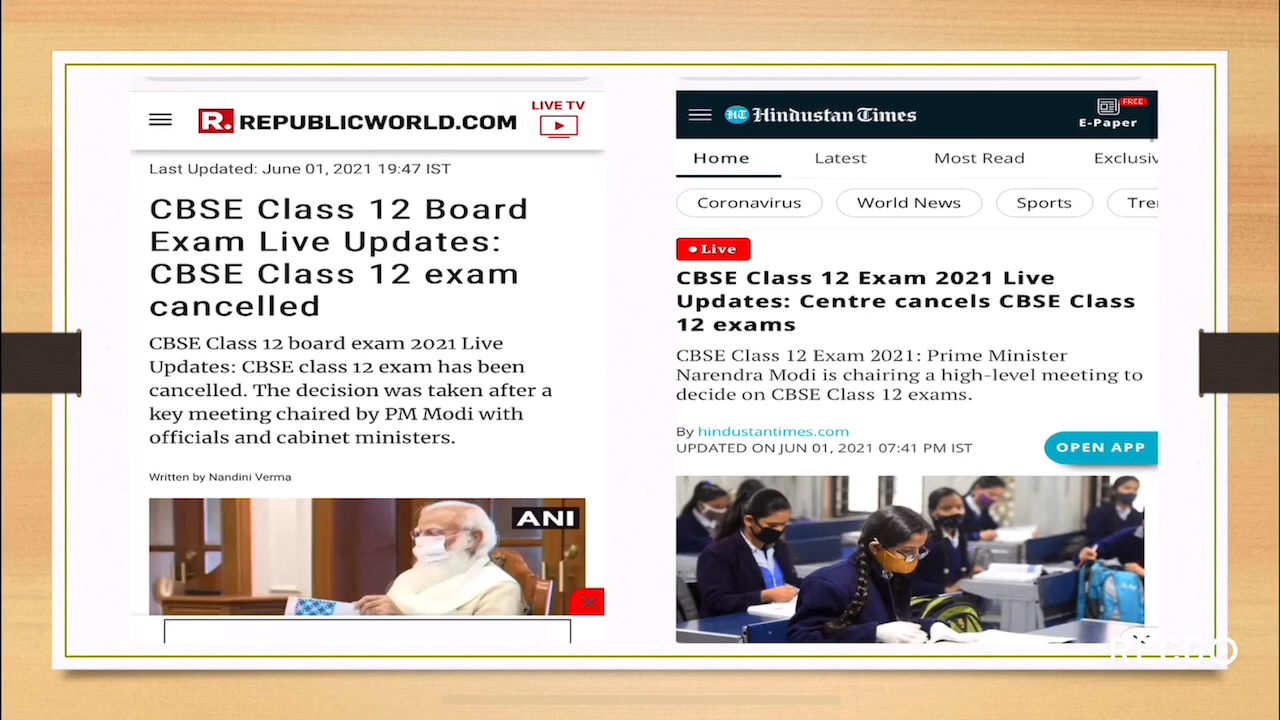 LIVE TV
R. REPUBLICWORLD.COM
Last Updated: June 01, 2021 19:47 IST
CBSE Class 12 Board
Exam Live Updates:
CBSE Class 12 exam
cancelled
CBSE Class 12 board exam 2021 Live
Updates: CBSE class 12 exam has been
cancelled. The decision was taken after a
key meeting chaired by PM Modi with
officials and cabinet ministers.
Written by Nandini Verma
ANI
HT Hindustan Times
FREE
E-Paper
Home Latest Most Read Exclusiv
Coronavirus World News Sports Tre
Live
CBSE Class 12 Exam 2021 Live
Updates: Centre cancels CBSE Class
12 exams
CBSE Class 12 Exam 2021: Prime Minister
Narendra Modi is chairing a high-level meeting to
decide on CBSE Class 12 exams.
By hindustantimes.com
UPDATED ON JUN 01, 2021 07:41 PM IST
OPEN APP